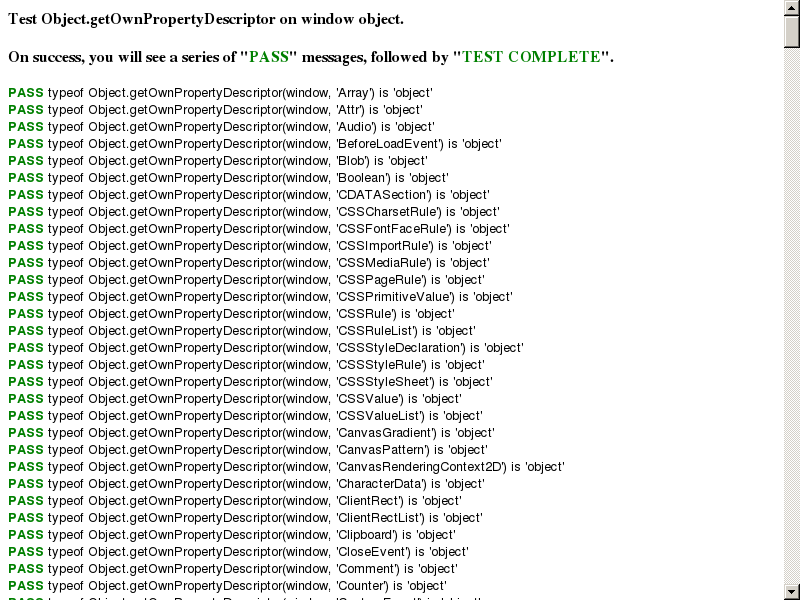 Test Object.getOwnPropertyDescriptor on window object.
On success, you will see a series of "PASS" messages, followed by "TEST COMPLETE".
PASS typeof Object.getOwnPropertyDescriptor(window, 'Array') is 'object'
PASS typeof Object.getOwnPropertyDescriptor(window, 'Attr') is 'object'
PASS typeof Object.getOwnPropertyDescriptor(window, 'Audio') is 'object'
PASS typeof Object.getOwnPropertyDescriptor(window, 'BeforeLoadEvent') is 'object'
PASS typeof Object.getOwnPropertyDescriptor(window, 'Blob') is 'object'
PASS typeof Object.getOwnPropertyDescriptor(window, 'Boolean') is 'object'
PASS typeof Object.getOwnPropertyDescriptor(window, 'CDATASection') is 'object'
PASS typeof Object.getOwnPropertyDescriptor(window, 'CSSCharsetRule') is 'object'
PASS typeof Object.getOwnPropertyDescriptor(window, 'CSSFontFaceRule') is 'object'
PASS typeof Object.getOwnPropertyDescriptor(window, 'CSSImportRule') is 'object'
PASS typeof Object.getOwnPropertyDescriptor(window, 'CSSMediaRule') is 'object'
PASS typeof Object.getOwnPropertyDescriptor(window, 'CSSPageRule') is 'object'
PASS typeof Object.getOwnPropertyDescriptor(window, 'CSSPrimitiveValue') is 'object'
PASS typeof Object.getOwnPropertyDescriptor(window, 'CSSRule') is 'object'
PASS typeof Object.getOwnPropertyDescriptor(window, 'CSSRuleList') is 'object'
PASS typeof Object.getOwnPropertyDescriptor(window, 'CSSStyleDeclaration') is 'object'
PASS typeof Object.getOwnPropertyDescriptor(window, 'CSSStyleRule') is 'object'
PASS typeof Object.getOwnPropertyDescriptor(window, 'CSSStyleSheet') is 'object'
PASS typeof Object.getOwnPropertyDescriptor(window, 'CSSValue') is 'object'
PASS typeof Object.getOwnPropertyDescriptor(window, 'CSSValueList') is 'object'
PASS typeof Object.getOwnPropertyDescriptor(window, 'CanvasGradient') is 'object'
PASS typeof Object.getOwnPropertyDescriptor(window, 'CanvasPattern') is 'object'
PASS typeof Object.getOwnPropertyDescriptor(window, 'CanvasRenderingContext2D') is 'object'
PASS typeof Object.getOwnPropertyDescriptor(window, 'CharacterData') is 'object'
PASS typeof Object.getOwnPropertyDescriptor(window, 'ClientRect') is 'object'
PASS typeof Object.getOwnPropertyDescriptor(window, 'ClientRectList') is 'object'
PASS typeof Object.getOwnPropertyDescriptor(window, 'Clipboard') is 'object'
PASS typeof Object.getOwnPropertyDescriptor(window, 'CloseEvent') is 'object'
PASS typeof Object.getOwnPropertyDescriptor(window, 'Comment') is 'object'
PASS typeof Object.getOwnPropertyDescriptor(window, 'Counter') is 'object'